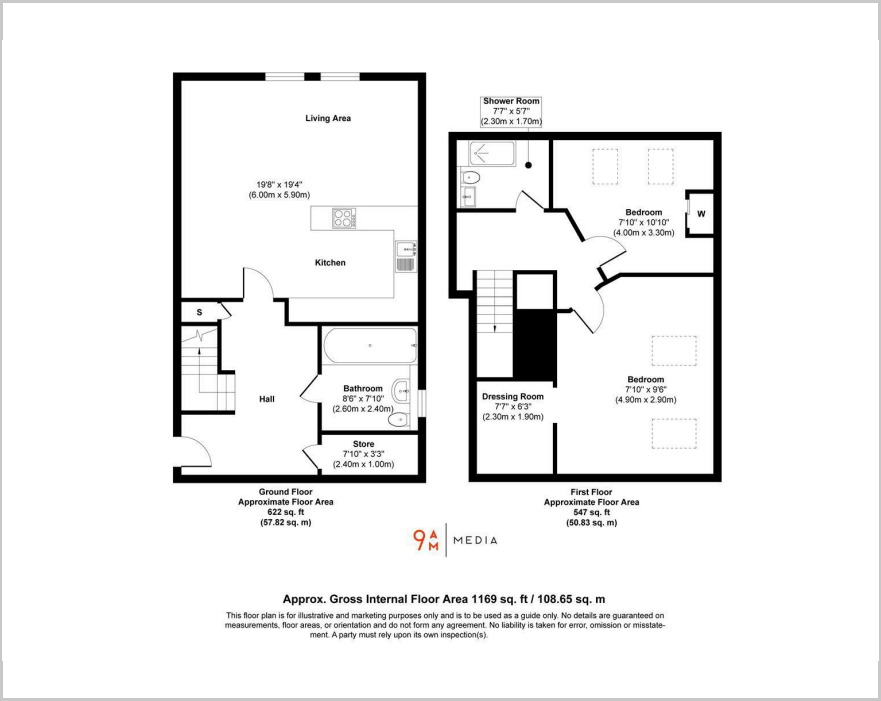 Living Area
19'8" x 19'4"
(6.00m x 5.90m)
Kitchen
S
Hall
Bathroom
8'6" x 7'10"
(2.60m x 2.40m)
Store
7'10" x 3'3"
(2.40m x 1.00m)
Ground Floor
Approximate Floor Area
622 sq. ft
(57.82 sq. m)
Shower Room
7'7" x 5'7"
(2.30m x 1.70m)
Bedroom
7'10" x 10'10"
(4.00m x 3.30m)
W
Bedroom
7'10" x 9'6"
(4.90m x 2.90m)
Dressing Room
7'7" x 6'3"
(2.30m x 1.90m)
First Floor
Approximate Floor Area
547 sq. ft
(50.83 sq. m)
9AM MEDIA
Approx. Gross Internal Floor Area 1169 sq. ft / 108.65 sq. m
This floor plan is for illustrative and marketing purposes only and is to be used as a guide only. No details are guaranteed on
measurements, floor areas, or orientation and do not form any agreement. No liability is taken for error, omission or misstate-
ment. A party must rely upon its own inspection(s).